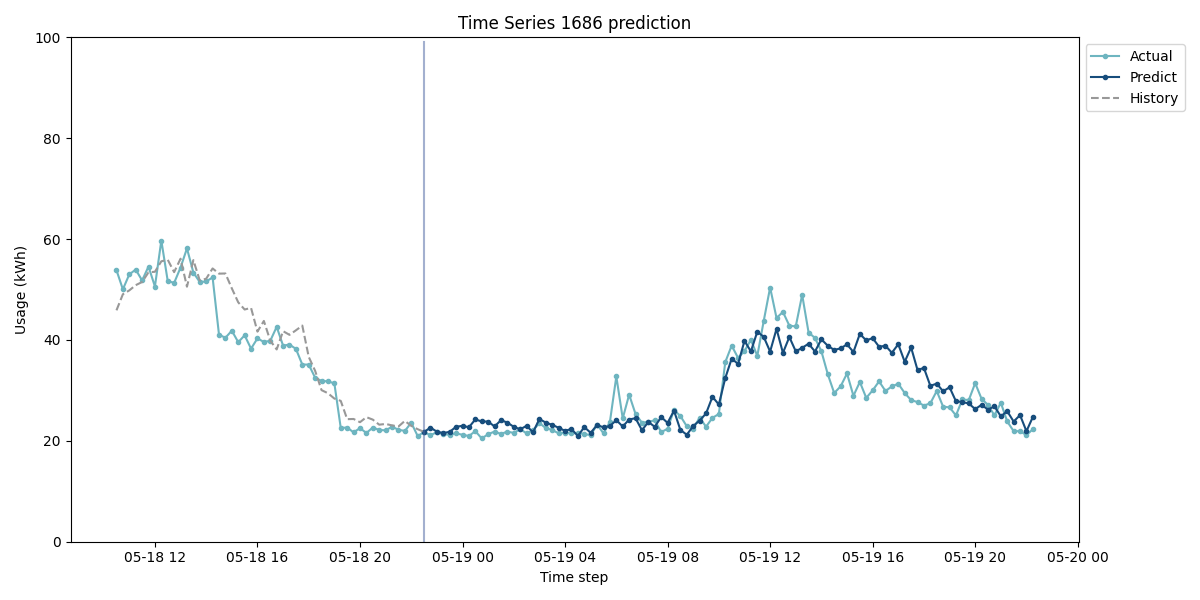 Time Series 1686 prediction
100
80
60
40
20
0
Usage (kWh)
05-18 12
05-18 16
05-18 20
05-19 00
05-19 04
05-19 08
05-19 12
05-19 16
05-19 20
05-20 00
Time step
Actual
Predict
History